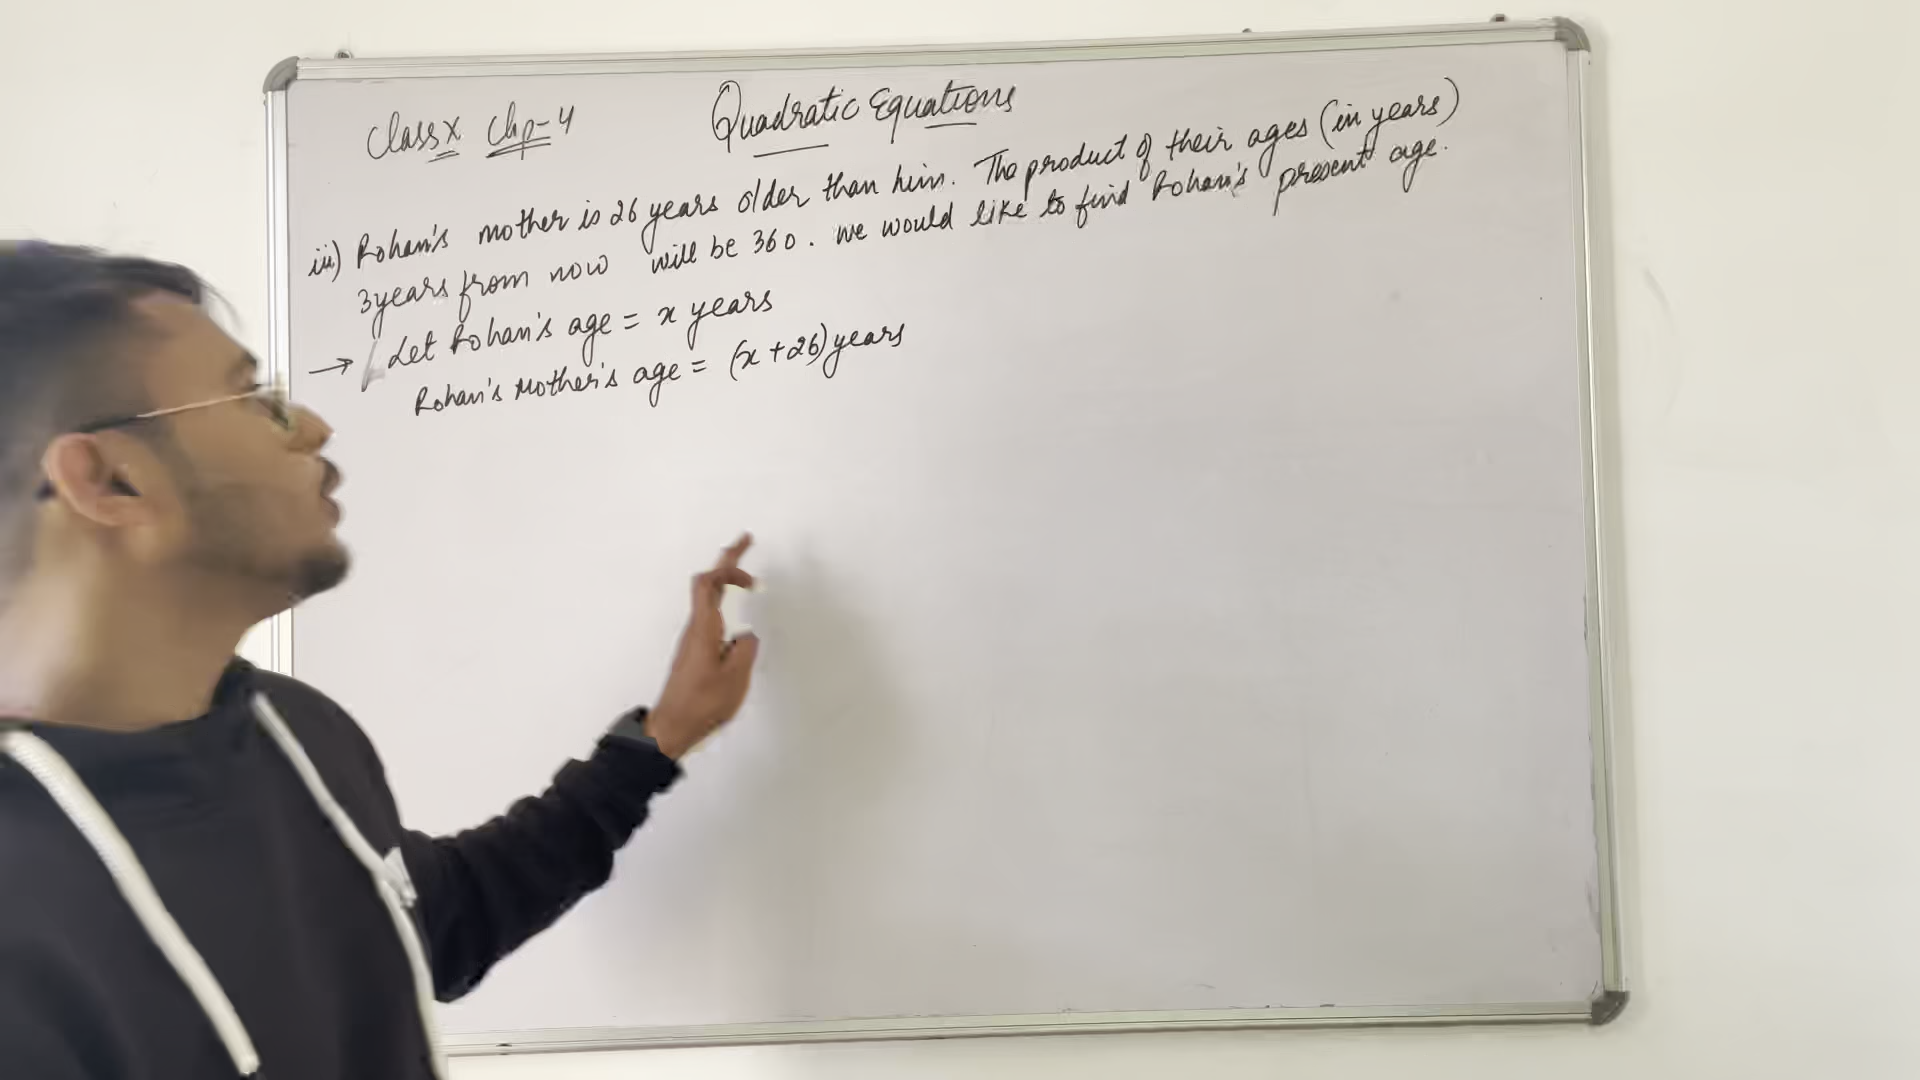 Class X Chp-4
Quadratic Equations
iii) Rohan's mother is 26 years older than him. The product of their ages (in years)
3 years from now will be 360. we would like to find Rohan's present age.
→ Let Rohan's age = x years
Rohan's Mother's age = (x + 26) years